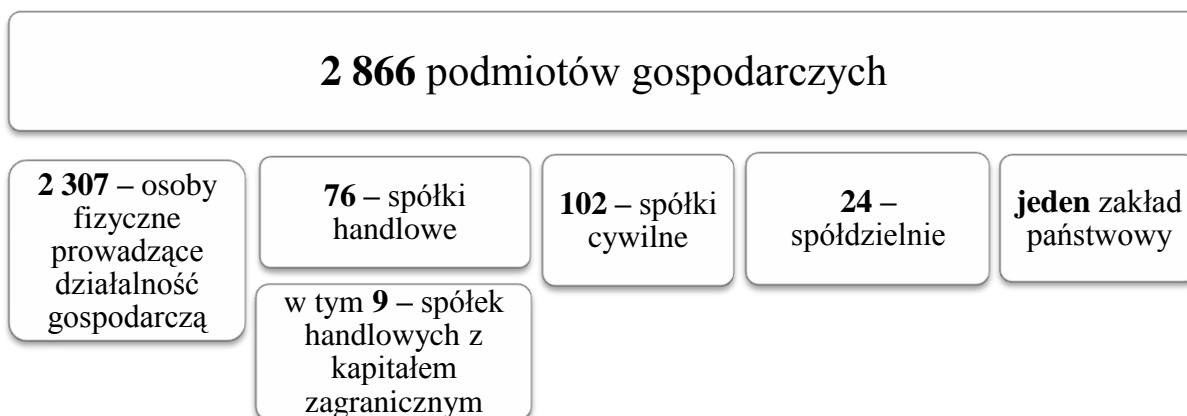 2 866 podmiotów gospodarczych
2 307 – osoby
fizyczne
prowadzące
działalność
gospodarczą
76 – spółki
handlowe
w tym 9 – spółek
handlowych z
kapitałem
zagranicznym
102 – spółki
cywilne
24 –
spółdzielnie
jeden zakład
państwowy